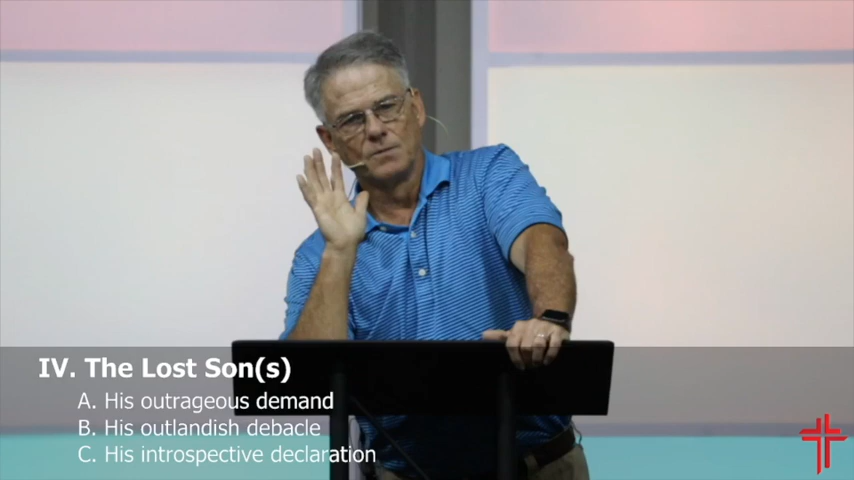 IV. The Lost Son(s)
A. His outrageous demand
B. His outlandish debacle
C. His introspective declaration